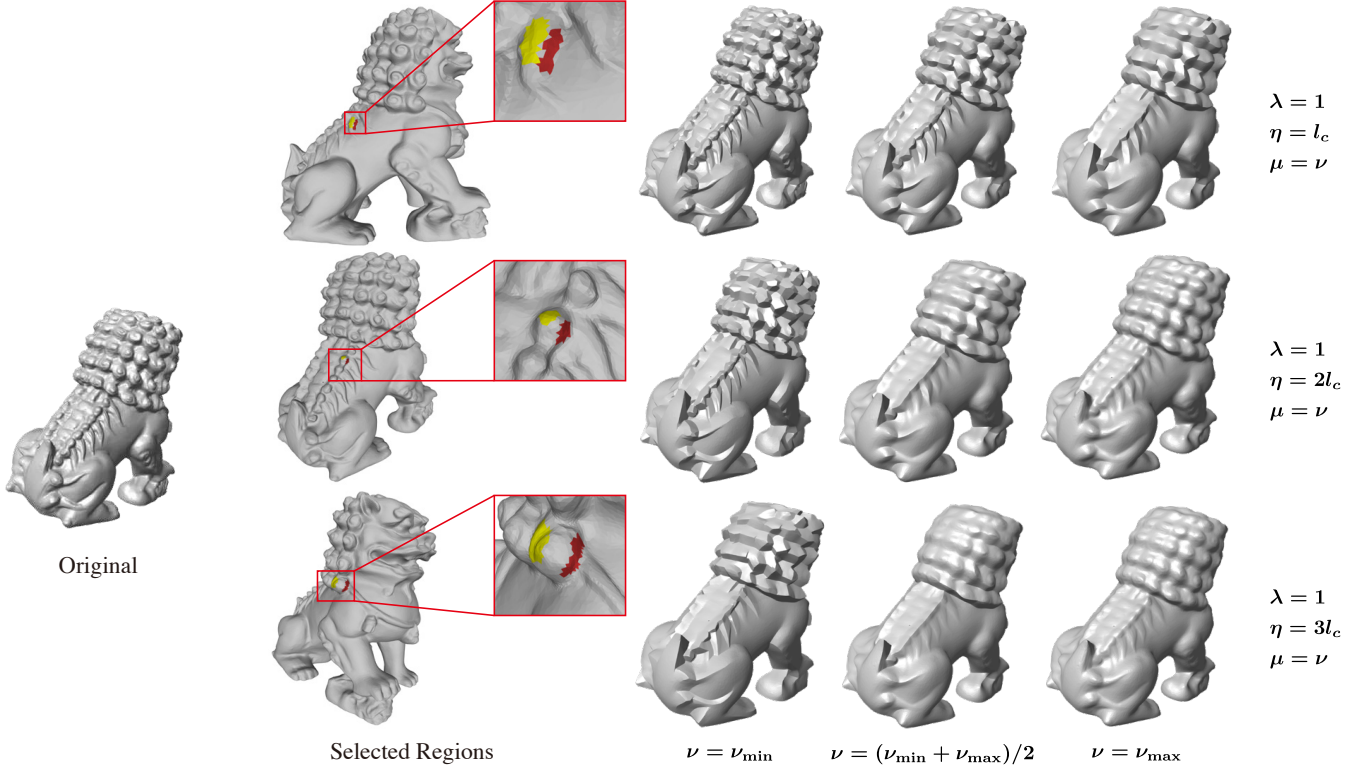 λ = 1
η = l_c
μ = ν
λ = 1
η = 2l_c
μ = ν
Original
λ = 1
η = 3l_c
μ = ν
Selected Regions
ν = ν_min
ν = (ν_min + ν_max)/2
ν = ν_max